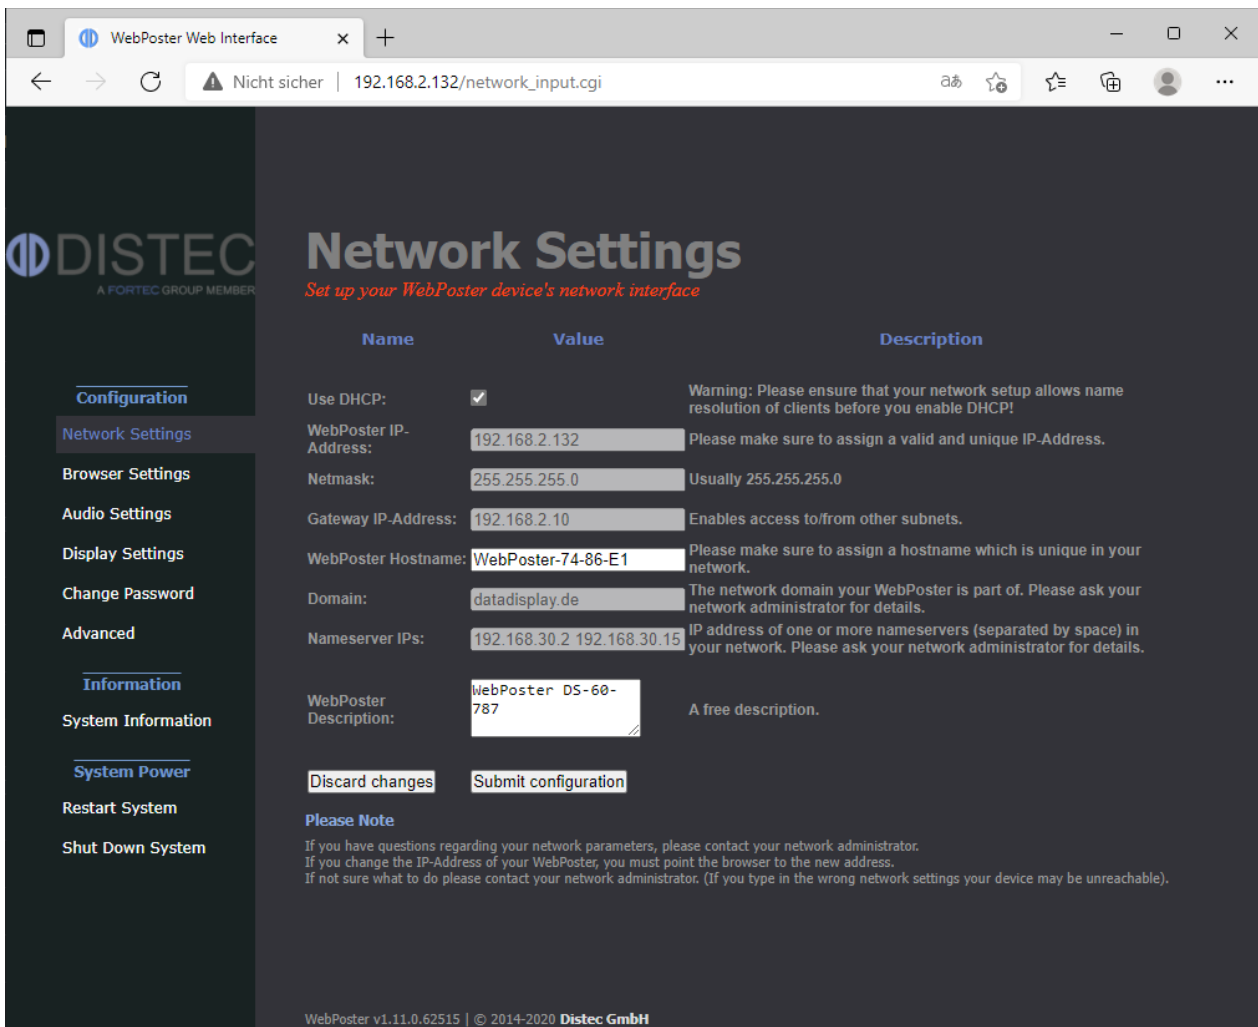 WebPoster Web Interface
Nicht sicher | 192.168.2.132/network_input.cgi
DISTEC
A FORTEC GROUP MEMBER
Configuration
Network Settings
Browser Settings
Audio Settings
Display Settings
Change Password
Advanced
Information
System Information
System Power
Restart System
Shut Down System
Network Settings
Set up your WebPoster device's network interface
Name Value Description
Use DHCP: Warning: Please ensure that your network setup allows name
resolution of clients before you enable DHCP!
WebPoster IP-
Address: 192.168.2.132 Please make sure to assign a valid and unique IP-Address.
Netmask: 255.255.255.0 Usually 255.255.255.0
Gateway IP-Address: 192.168.2.10 Enables access to/from other subnets.
WebPoster Hostname: WebPoster-74-86-E1 Please make sure to assign a hostname which is unique in your
network.
Domain: datadisplay.de The network domain your WebPoster is part of. Please ask your
network administrator for details.
Nameserver IPs: 192.168.30.2 192.168.30.15 IP address of one or more nameservers (separated by space) in
your network. Please ask your network administrator for details.
WebPoster
Description:
WebPoster DS-60-
787
A free description.
Discard changes Submit configuration
Please Note
If you have questions regarding your network parameters, please contact your network administrator.
If you change the IP-Address of your WebPoster, you must point the browser to the new address.
If not sure what to do please contact your network administrator. (If you type in the wrong network settings your device may be unreachable).
WebPoster v1.11.0.62515 | © 2014-2020 Distec GmbH